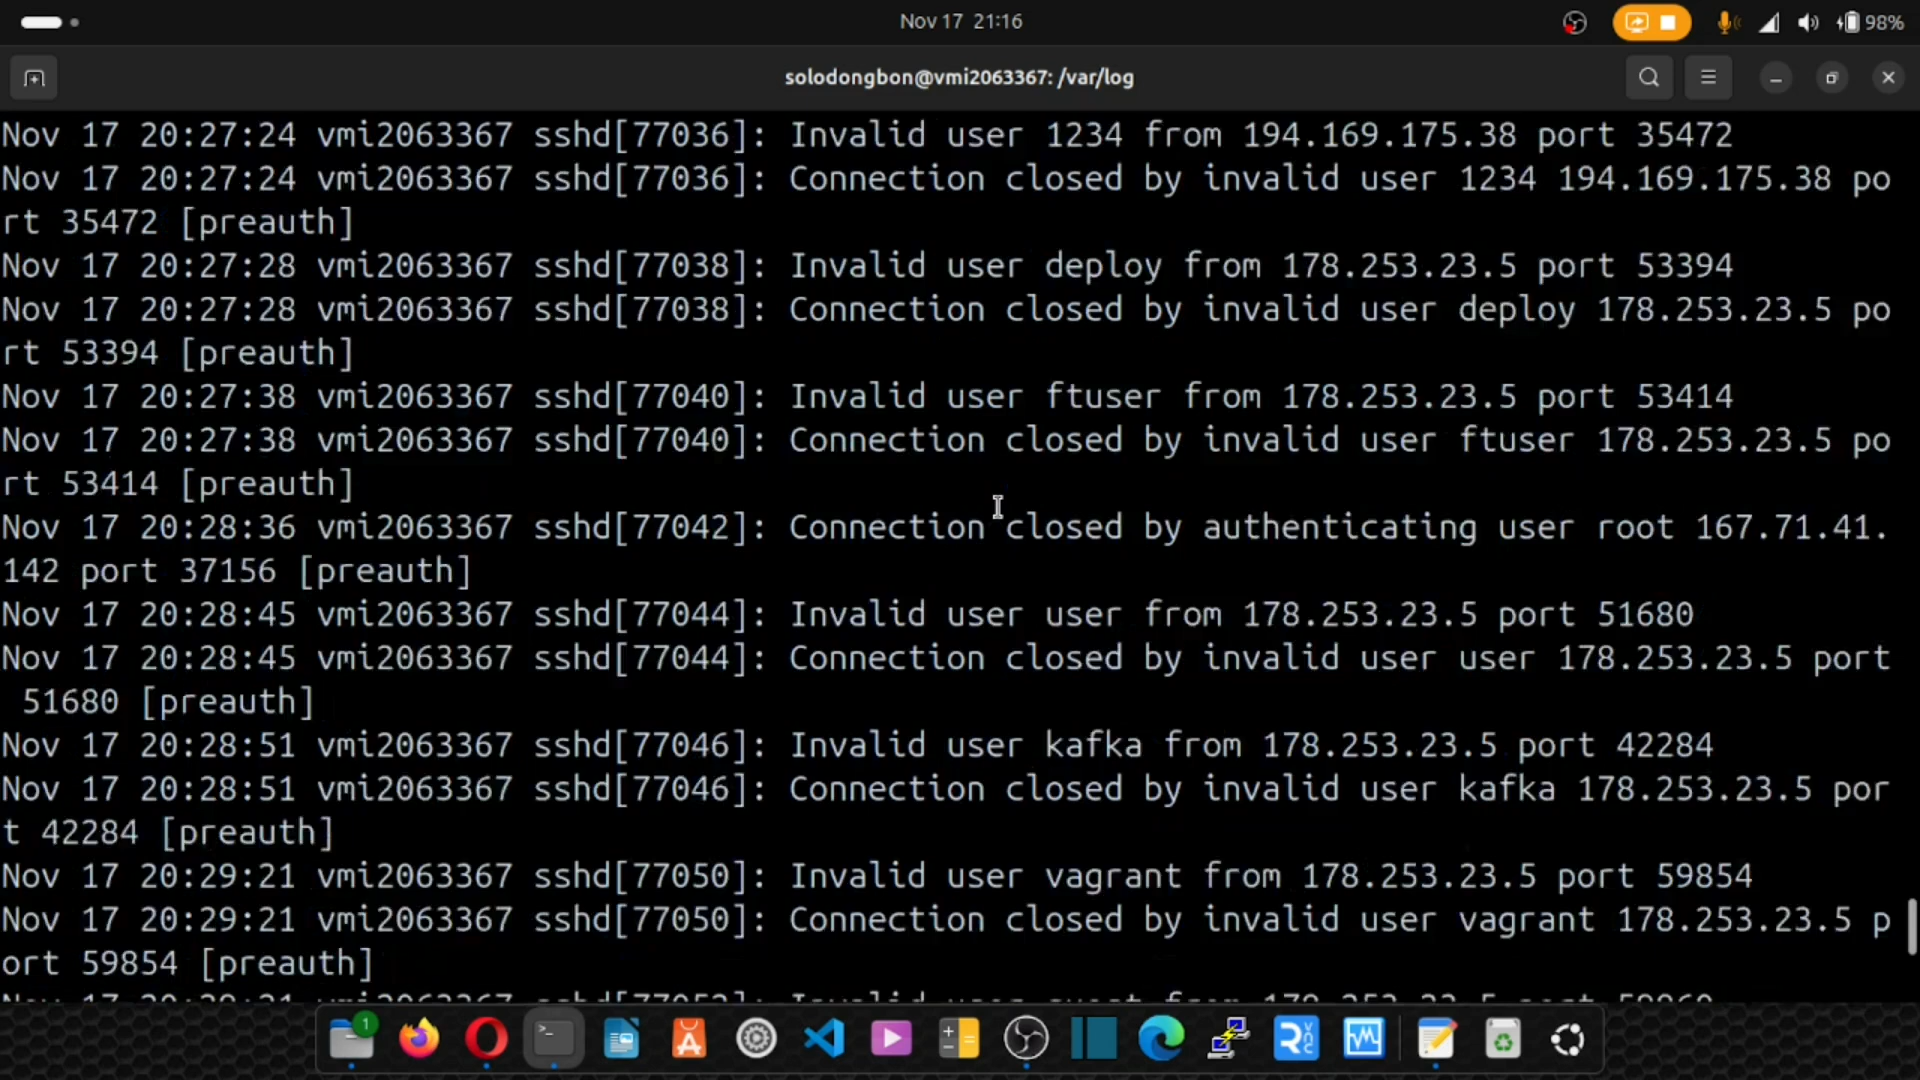 Nov 17 21:16
98%
solodongbon@vmi2063367: /var/log
Nov 17 20:27:24 vmi2063367 sshd[77036]: Invalid user 1234 from 194.169.175.38 port 35472
Nov 17 20:27:24 vmi2063367 sshd[77036]: Connection closed by invalid user 1234 194.169.175.38 po
rt 35472 [preauth]
Nov 17 20:27:28 vmi2063367 sshd[77038]: Invalid user deploy from 178.253.23.5 port 53394
Nov 17 20:27:28 vmi2063367 sshd[77038]: Connection closed by invalid user deploy 178.253.23.5 po
rt 53394 [preauth]
Nov 17 20:27:38 vmi2063367 sshd[77040]: Invalid user ftuser from 178.253.23.5 port 53414
Nov 17 20:27:38 vmi2063367 sshd[77040]: Connection closed by invalid user ftuser 178.253.23.5 po
rt 53414 [preauth]
Nov 17 20:28:36 vmi2063367 sshd[77042]: Connection closed by authenticating user root 167.71.41.
142 port 37156 [preauth]
Nov 17 20:28:45 vmi2063367 sshd[77044]: Invalid user user from 178.253.23.5 port 51680
Nov 17 20:28:45 vmi2063367 sshd[77044]: Connection closed by invalid user user 178.253.23.5 port
 51680 [preauth]
Nov 17 20:28:51 vmi2063367 sshd[77046]: Invalid user kafka from 178.253.23.5 port 42284
Nov 17 20:28:51 vmi2063367 sshd[77046]: Connection closed by invalid user kafka 178.253.23.5 por
t 42284 [preauth]
Nov 17 20:29:21 vmi2063367 sshd[77050]: Invalid user vagrant from 178.253.23.5 port 59854
Nov 17 20:29:21 vmi2063367 sshd[77050]: Connection closed by invalid user vagrant 178.253.23.5 p
ort 59854 [preauth]